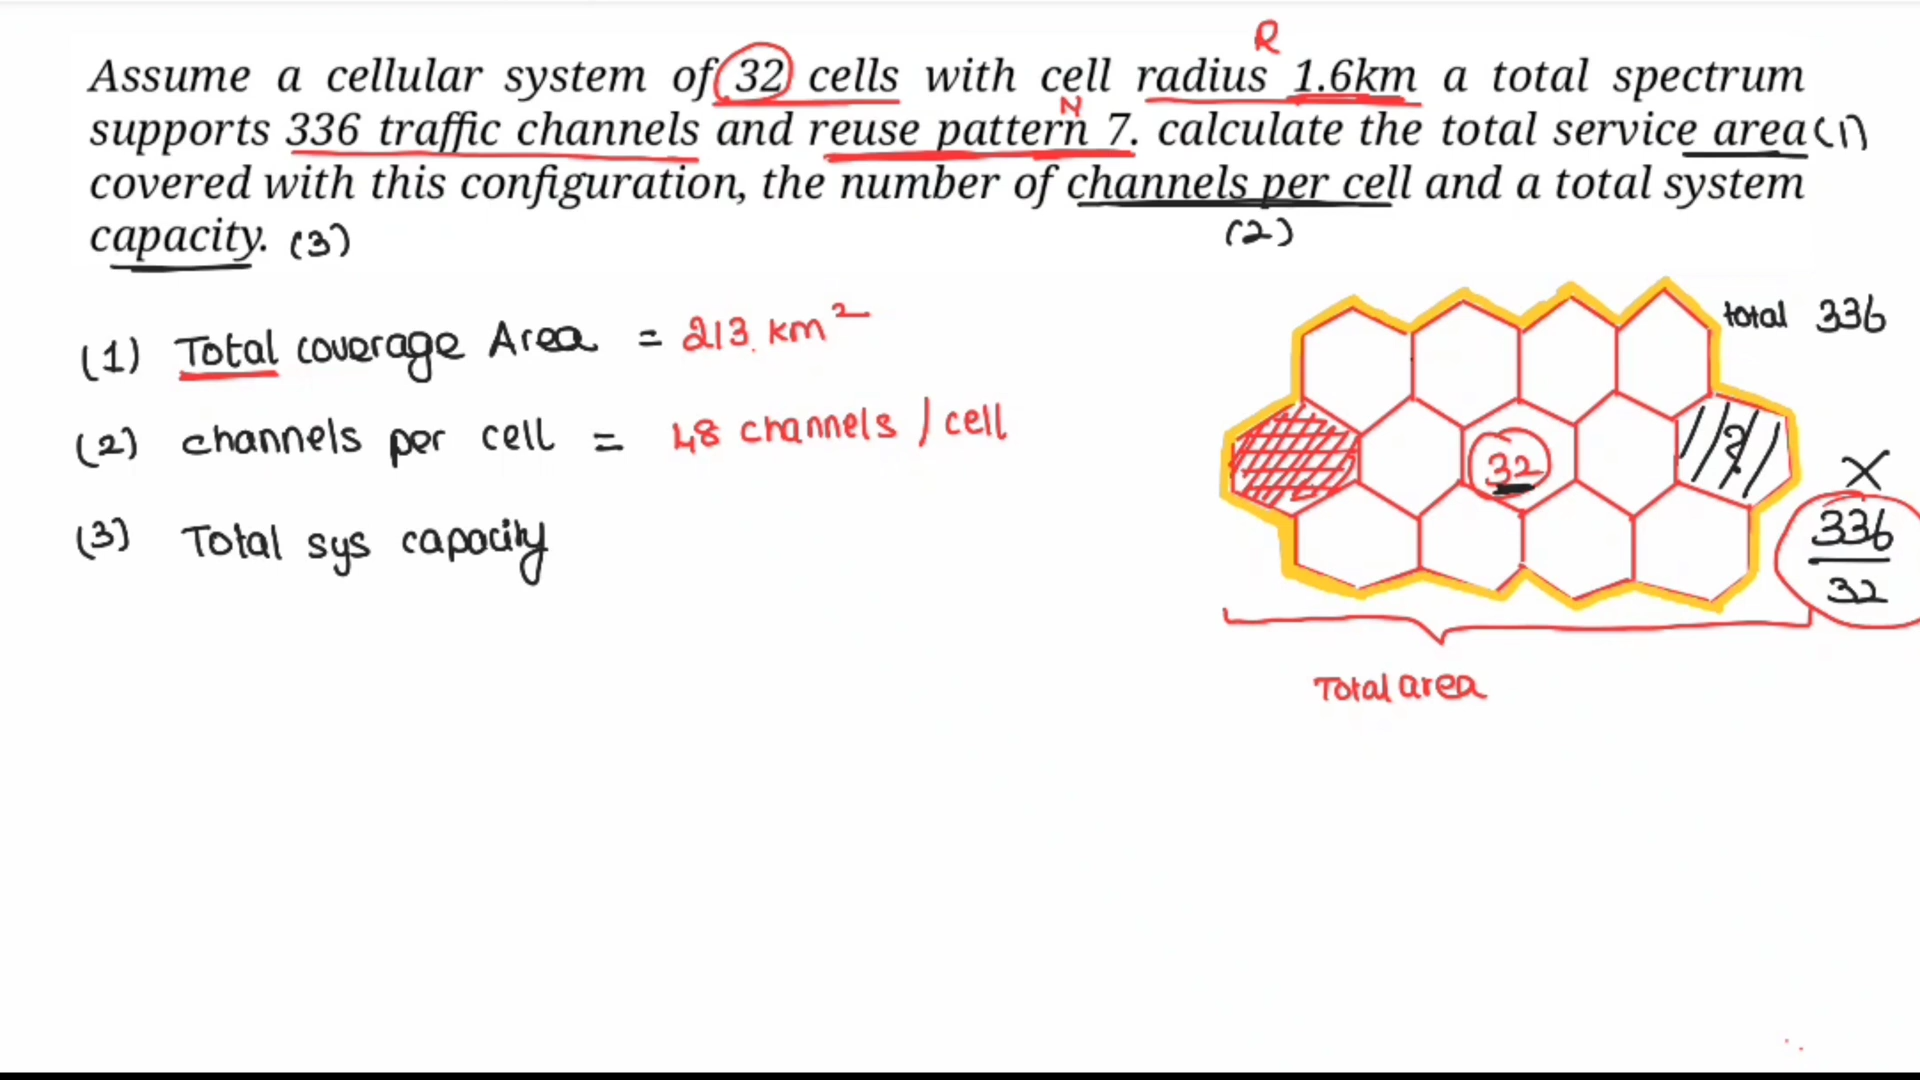 R
Assume a cellular system of 32 cells with cell radius 1.6km a total spectrum
N
supports 336 traffic channels and reuse pattern 7. calculate the total service area (1)
covered with this configuration, the number of channels per cell and a total system
(2)
capacity. (3)
(1) Total coverage Area = 213 km²
(2) channels per cell = 48 channels / cell
(3) Total sys capacity
total 336
32
?
X
336
32
Total area